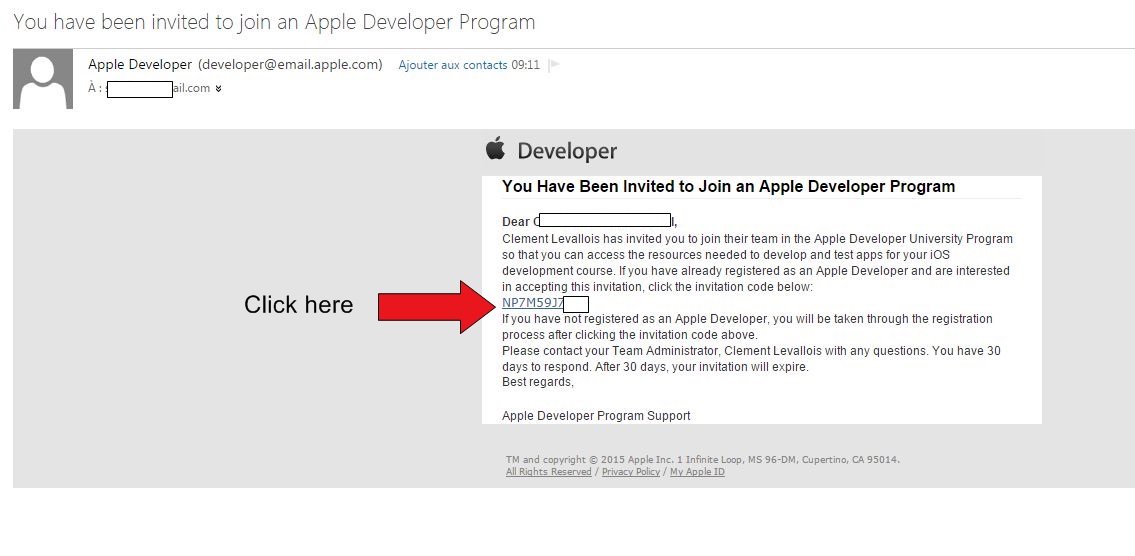 You have been invited to join an Apple Developer Program
Apple Developer (developer@email.apple.com) Ajouter aux contacts 09:11
À : ail.com
Developer
You Have Been Invited to Join an Apple Developer Program
Dear
Clement Levallois has invited you to join their team in the Apple Developer University Program
so that you can access the resources needed to develop and test apps for your iOS
development course. If you have already registered as an Apple Developer and are interested
in accepting this invitation, click the invitation code below:
Click here
NP7M59J7
If you have not registered as an Apple Developer, you will be taken through the registration
process after clicking the invitation code above.
Please contact your Team Administrator, Clement Levallois with any questions. You have 30
days to respond. After 30 days, your invitation will expire.
Best regards,
Apple Developer Program Support
TM and copyright © 2015 Apple Inc. 1 Infinite Loop, MS 96-DM, Cupertino, CA 95014.
All Rights Reserved / Privacy Policy / My Apple ID